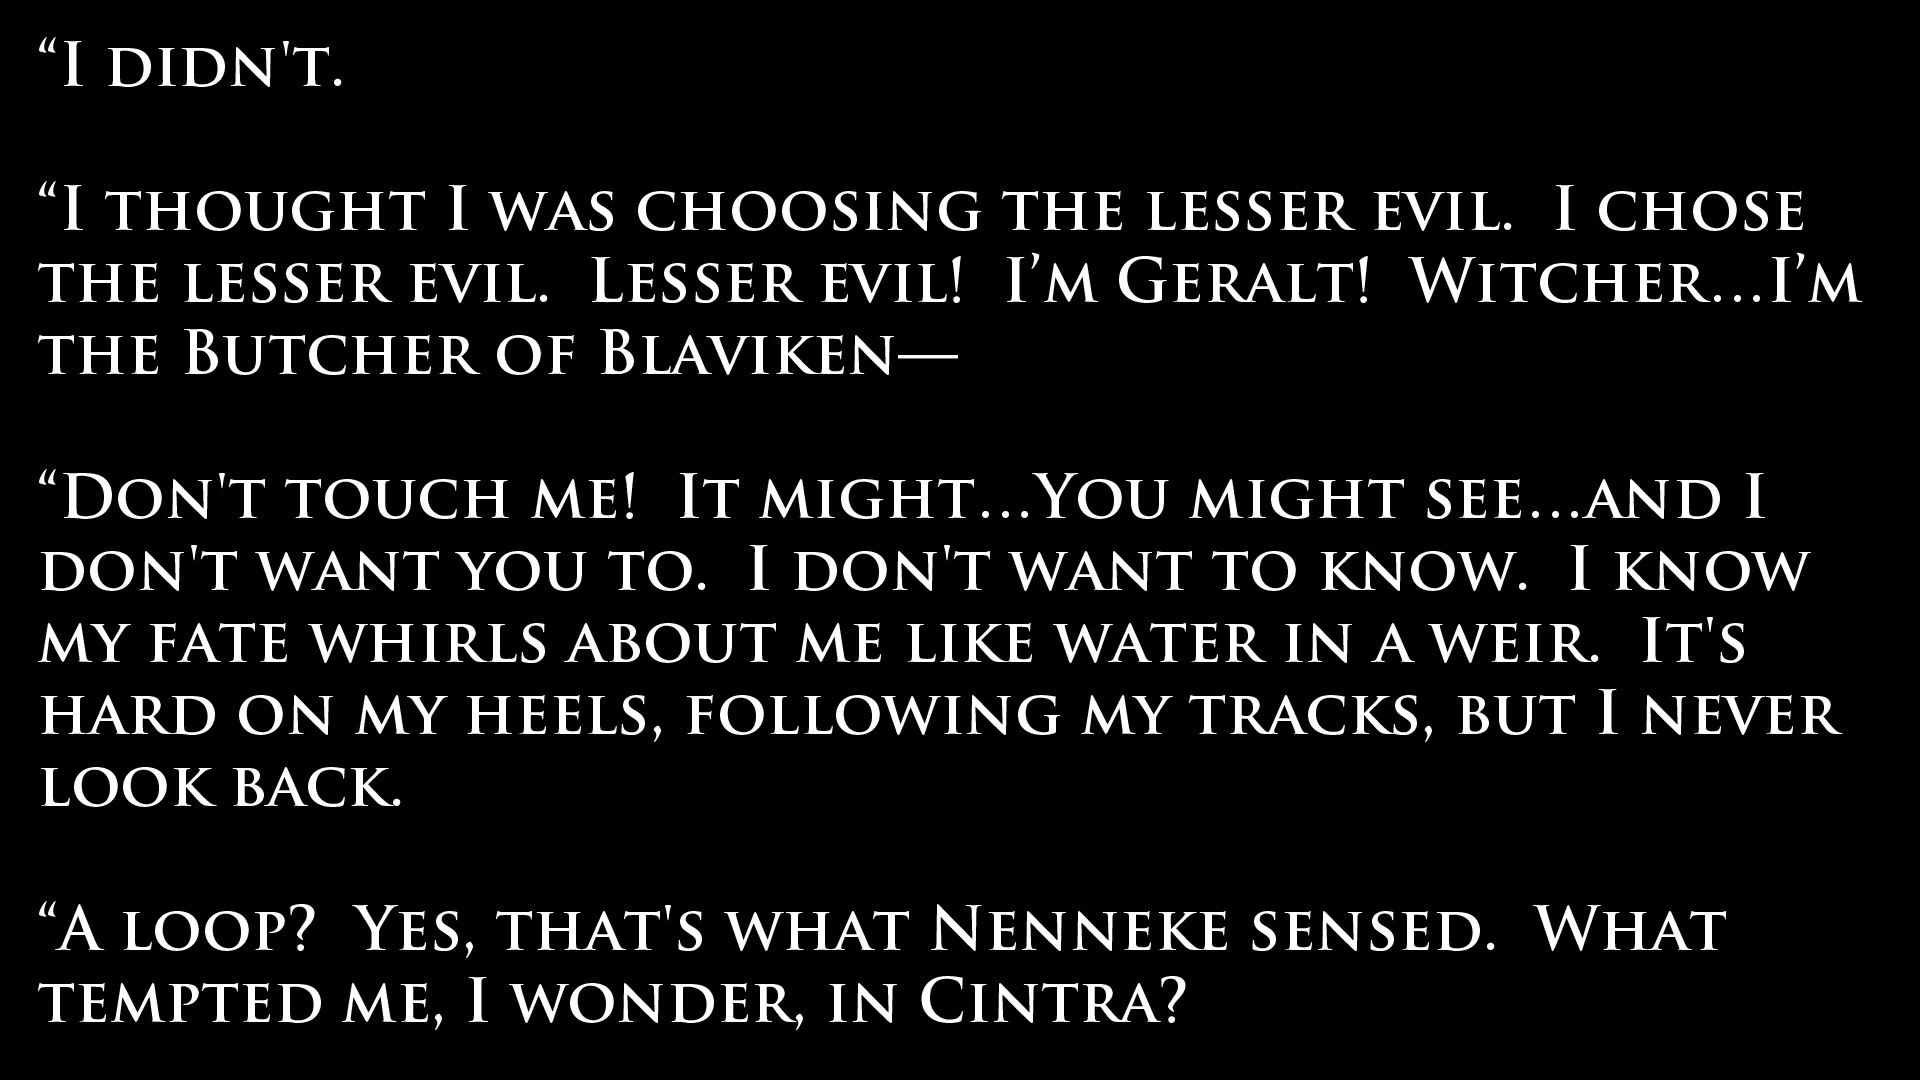 “I didn't.
“I thought I was choosing the lesser evil.  I chose
the lesser evil.  Lesser evil!  I’m Geralt!  Witcher…I’m
the Butcher of Blaviken—
“Don't touch me!  It might…You might see…and I
don't want you to.  I don't want to know.  I know
my fate whirls about me like water in a weir.  It's
hard on my heels, following my tracks, but I never
look back.
“A loop?  Yes, that's what Nenneke sensed.  What
tempted me, I wonder, in Cintra?